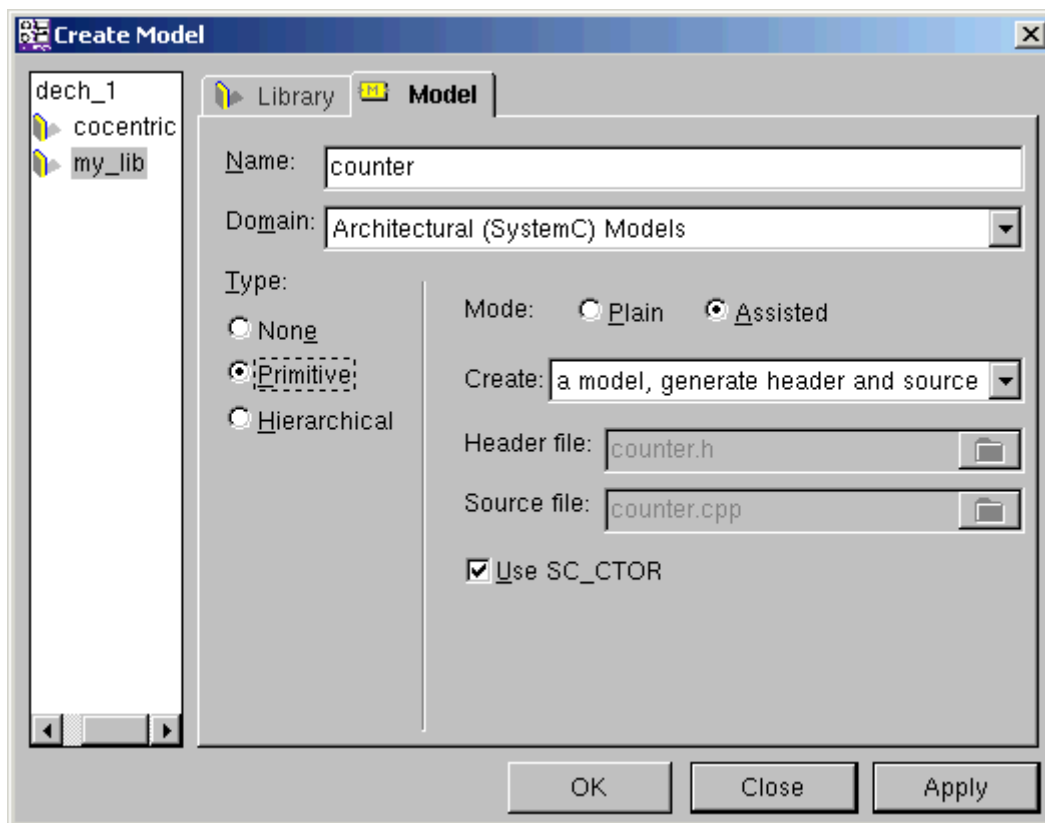 Create Model
dech_1
cocentric
my_lib
Library
Model
Name:
counter
Domain:
Architectural (SystemC) Models
Type:
None
Primitive
Hierarchical
Mode:
Plain
Assisted
Create:
a model, generate header and source
Header file:
counter.h
Source file:
counter.cpp
Use SC_CTOR
OK
Close
Apply